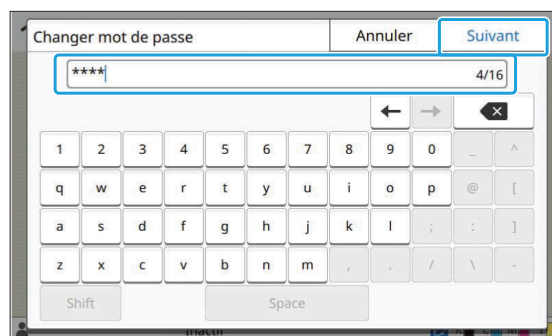 Changer mot de passe Annuler Suivant
**** 4/16
← →
1 2 3 4 5 6 7 8 9 0 _ ^
q w e r t y u i o p @ [
a s d f g h j k l ; : ]
z x c v b n m , . / \ -
Shift Space
Inactif